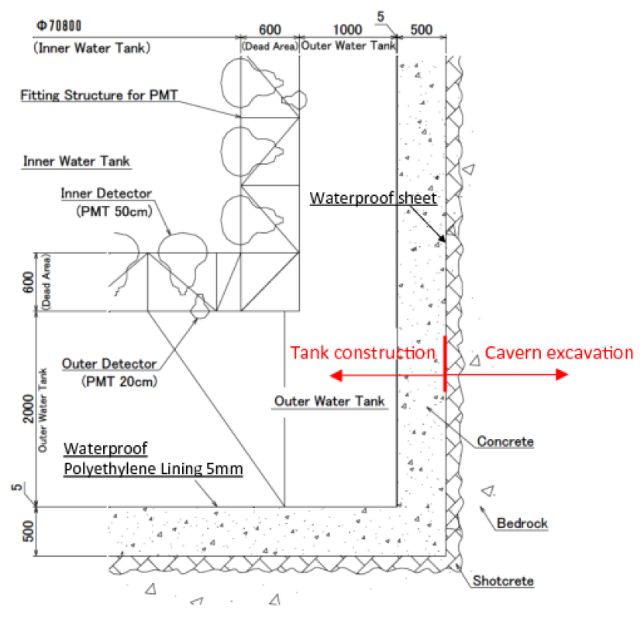 Φ70800
(Inner Water Tank)
600
(Dead Area)
1000
Outer Water Tank
5
500
Fitting Structure for PMT
Inner Water Tank
Inner Detector
(PMT 50cm)
Waterproof sheet
600
(Dead Area)
Outer Detector
(PMT 20cm)
Tank construction
Cavern excavation
2000
Outer Water Tank
Outer Water Tank
Concrete
Waterproof
Polyethylene Lining 5mm
5
500
Bedrock
Shotcrete